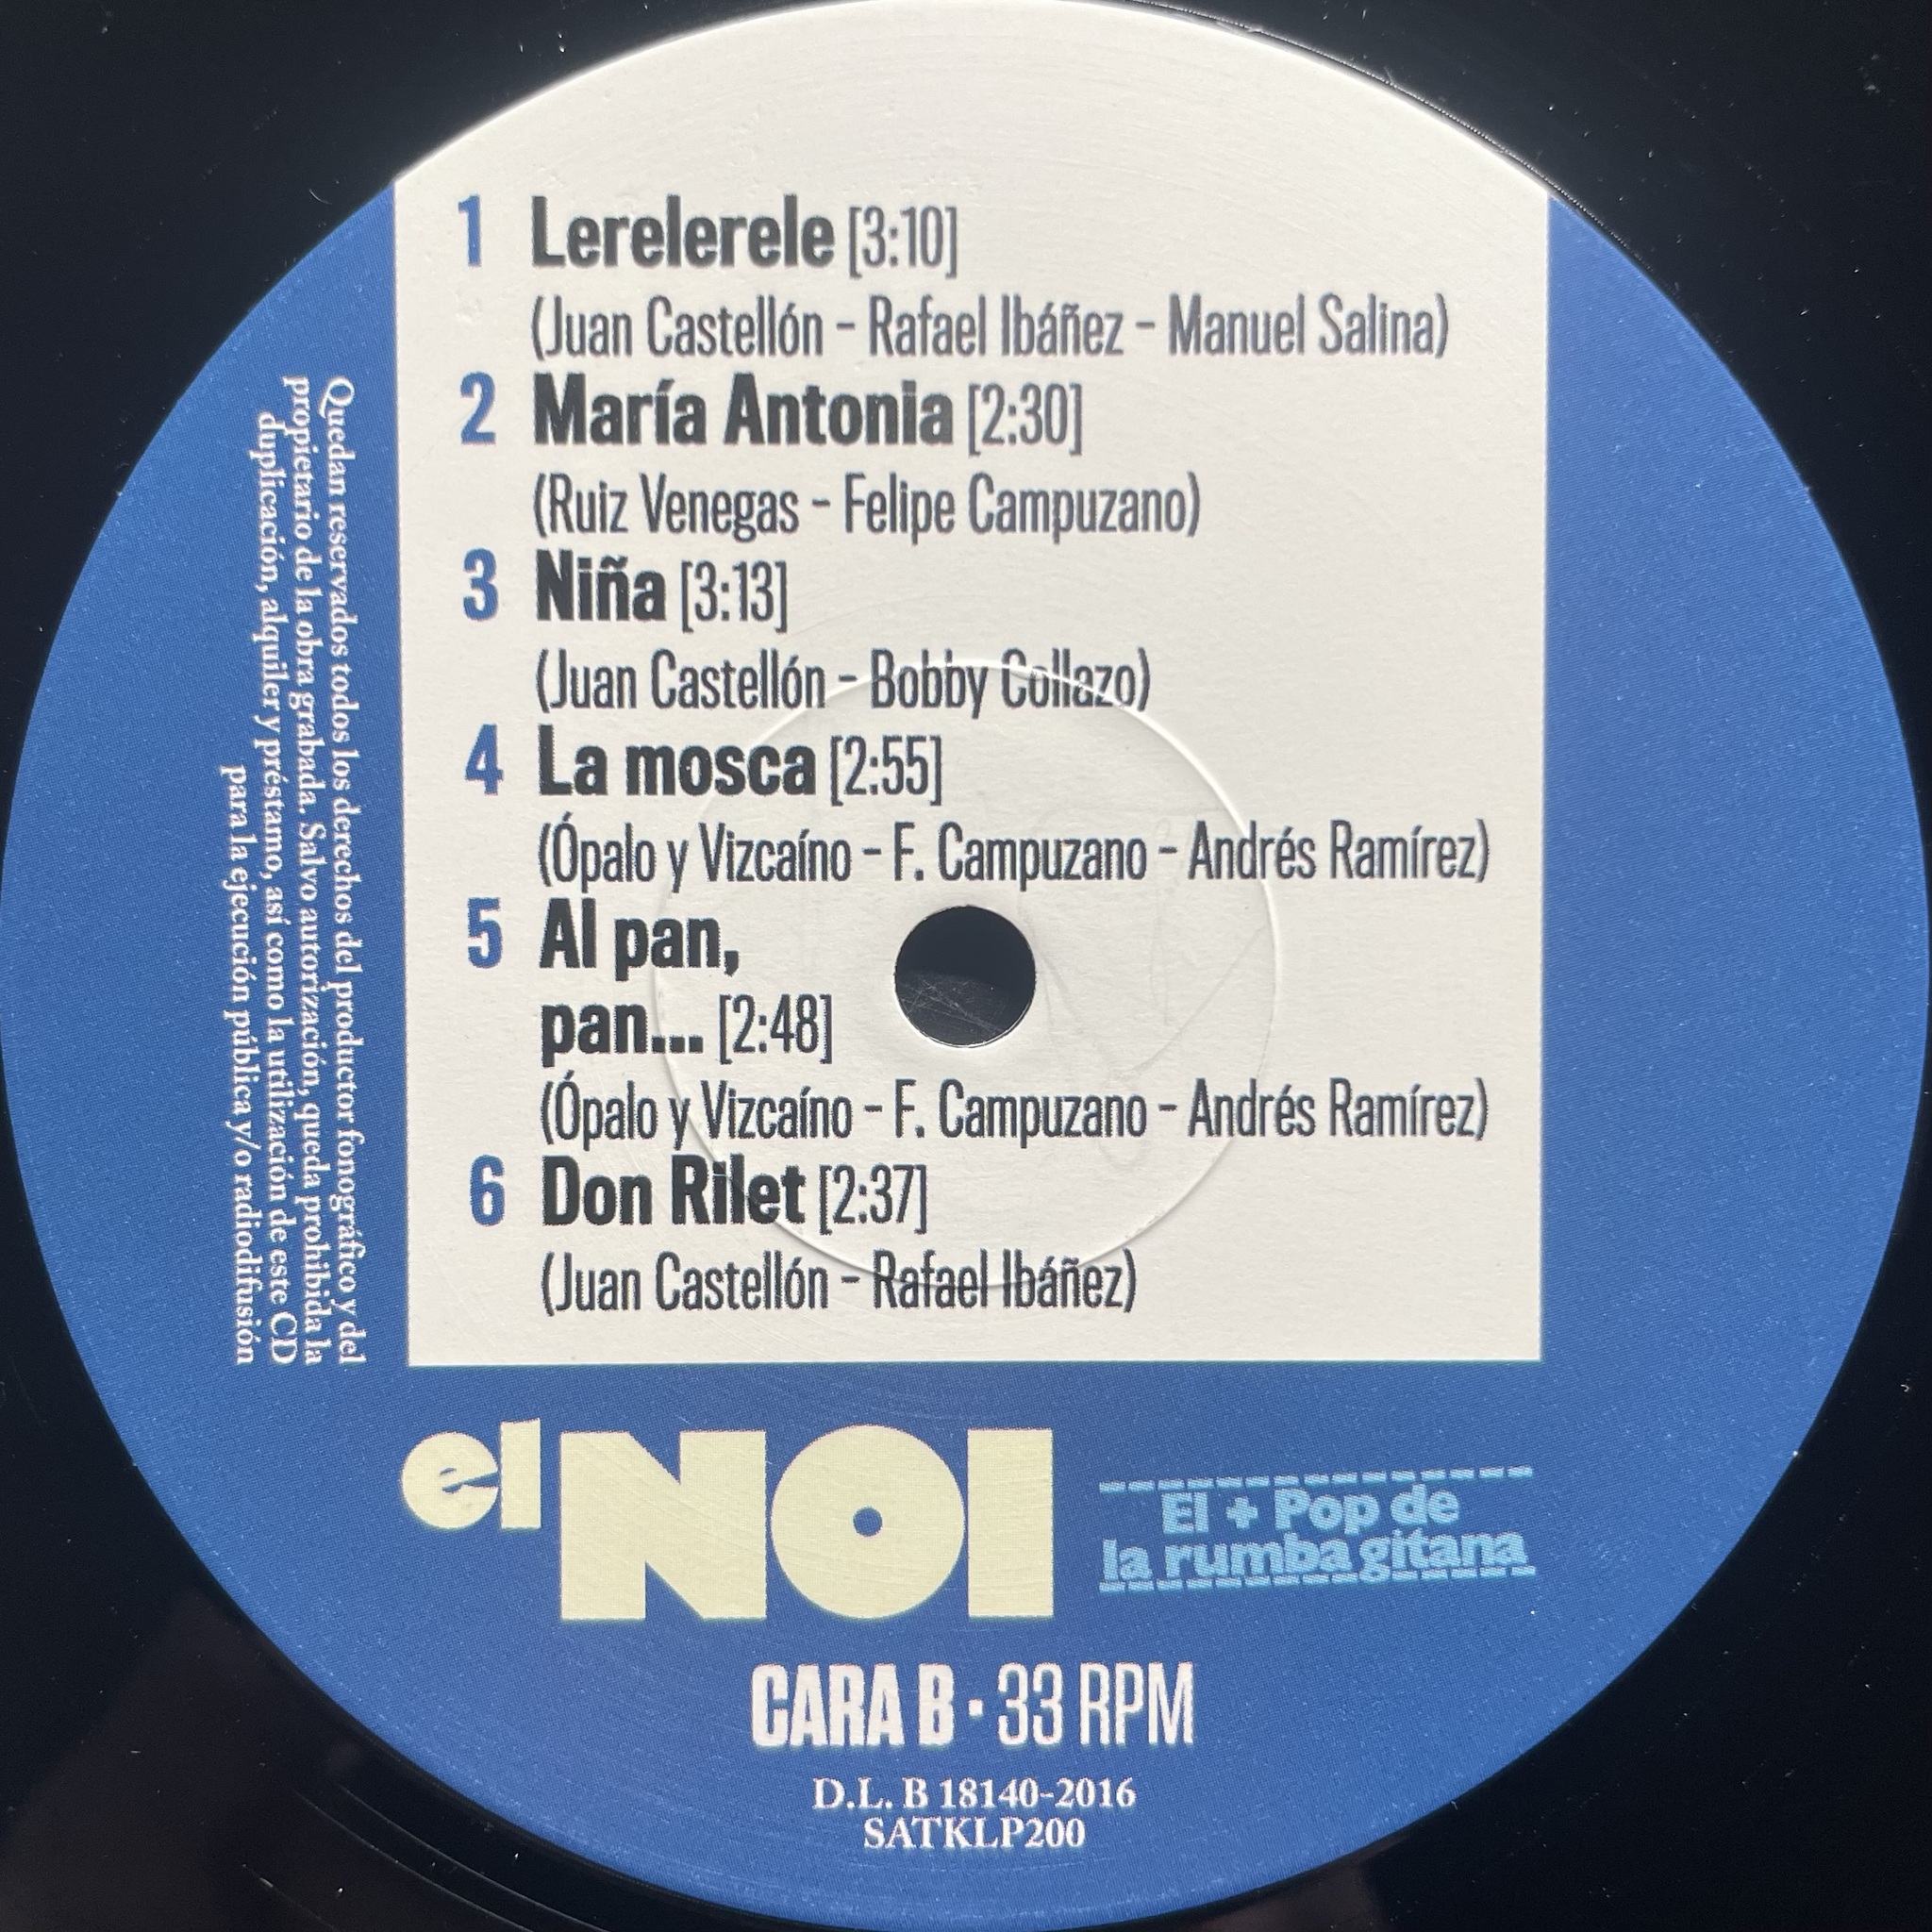 1 Lerelerele [3:10]
(Juan Castellón - Rafael Ibáñez - Manuel Salina)
2 María Antonia [2:30]
(Ruiz Venegas - Felipe Campuzano)
3 Niña [3:13]
(Juan Castellón - Bobby Collazo)
4 La mosca [2:55]
(Ópalo y Vizcaíno - F. Campuzano - Andrés Ramírez)
5 Al pan,
pan... [2:48]
(Ópalo y Vizcaíno - F. Campuzano - Andrés Ramírez)
6 Don Rilet [2:37]
(Juan Castellón - Rafael Ibáñez)
Quedan reservados todos los derechos del productor fonográfico y del
propietario de la obra grabada. Salvo autorización, queda prohibida la
duplicación, alquiler y préstamo, así como la utilización de este CD
para la ejecución pública y/o radiodifusión
el NOI
El + Pop de
la rumba gitana
CARA B · 33 RPM
D.L. B 18140-2016
SATKLP200